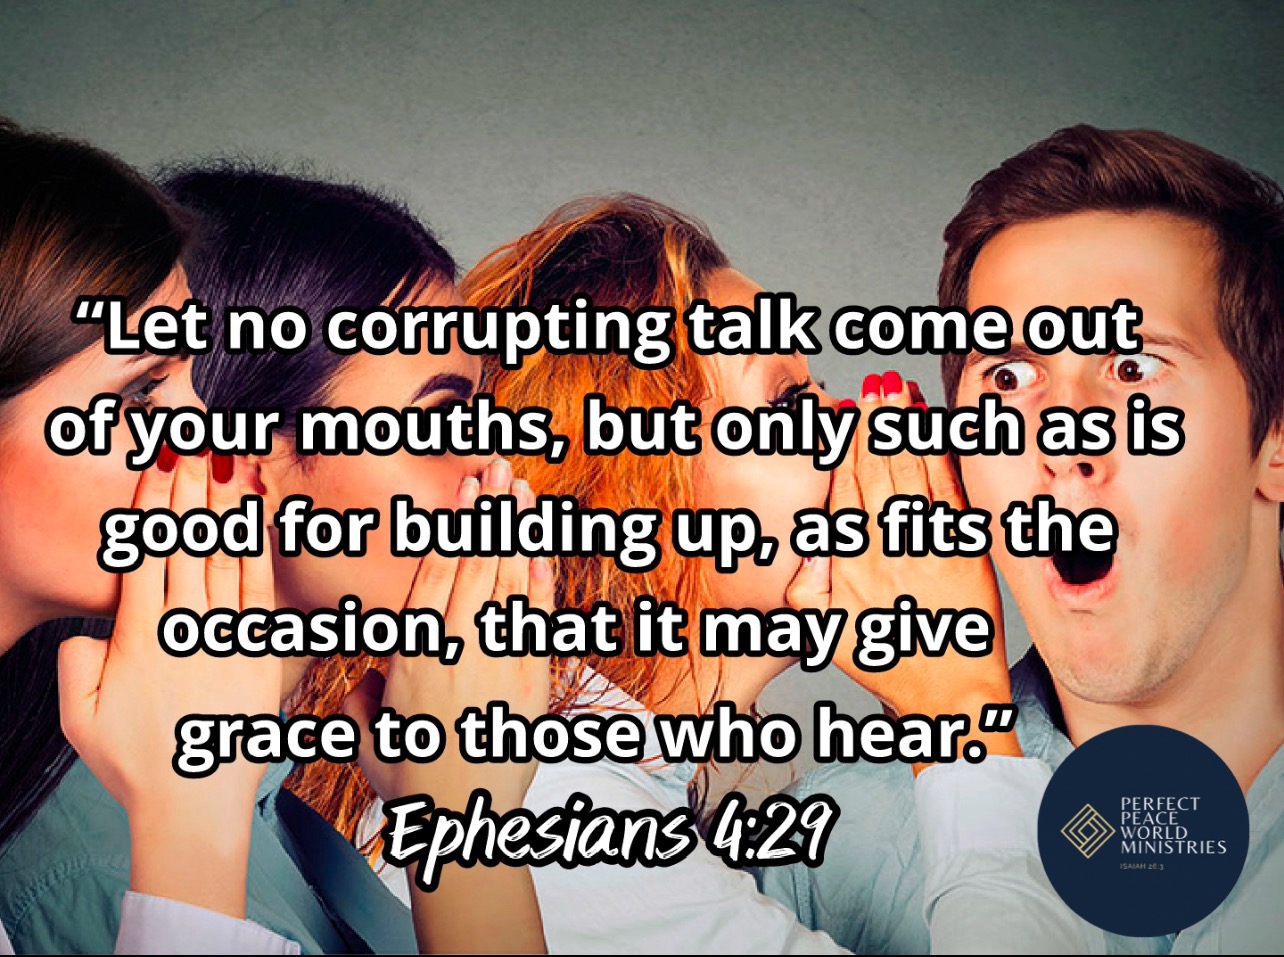 “Let no corrupting talk come out
of your mouths, but only such as is
good for building up, as fits the
occasion, that it may give
grace to those who hear.”
Ephesians 4:29
PERFECT
PEACE
WORLD
MINISTRIES
ISAIAH 26:3